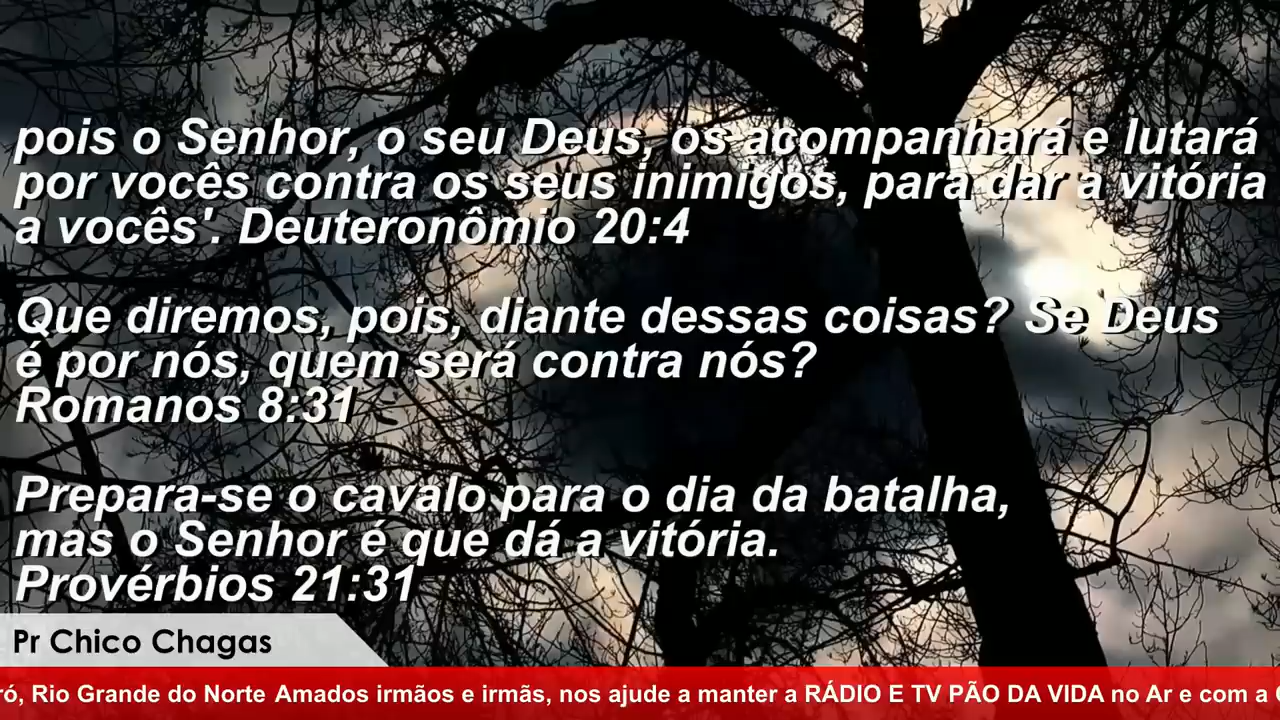 pois o Senhor, o seu Deus, os acompanhará e lutará
por vocês contra os seus inimigos, para dar a vitória
a vocês'. Deuteronômio 20:4
Que diremos, pois, diante dessas coisas? Se Deus
é por nós, quem será contra nós?
Romanos 8:31
Prepara-se o cavalo para o dia da batalha,
mas o Senhor é que dá a vitória.
Provérbios 21:31
Pr Chico Chagas
ró, Rio Grande do Norte Amados irmãos e irmãs, nos ajude a manter a RÁDIO E TV PÃO DA VIDA no Ar e com a